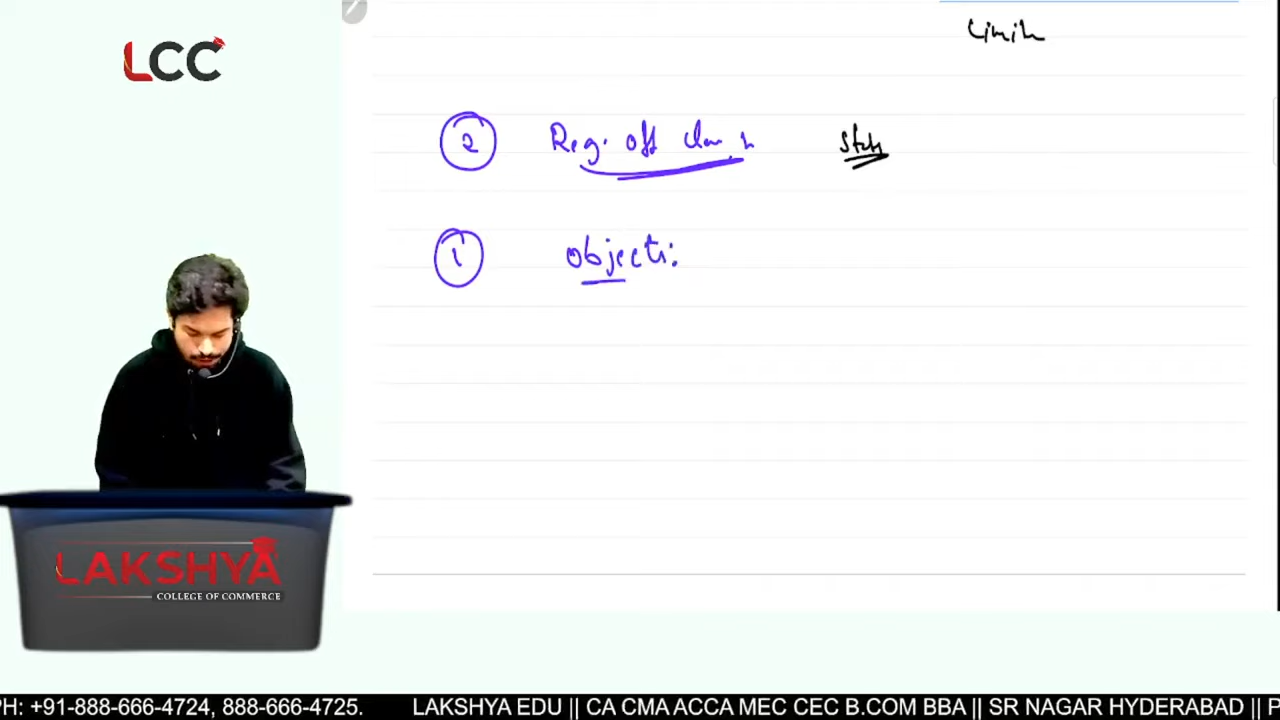 LCC
2 Reg. off
1 objecti:
LAKSHYA
COLLEGE OF COMMERCE
PH: +91-888-666-4724, 888-666-4725. LAKSHYA EDU || CA CMA ACCA MEC CEC B.COM BBA || SR NAGAR HYDERABAD || P